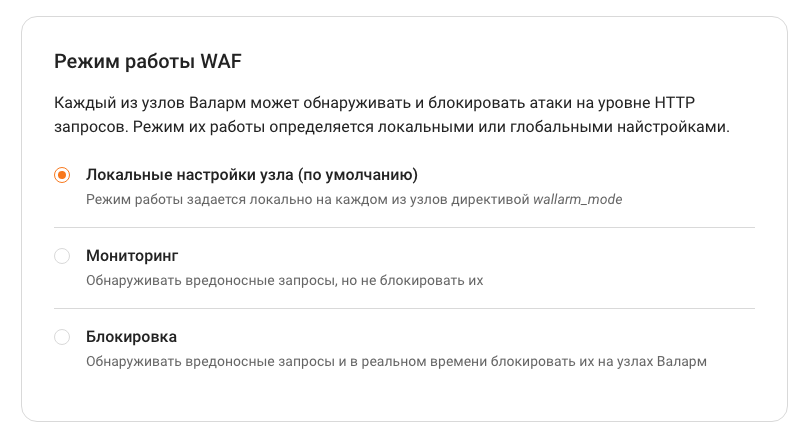 Режим работы WAF
Каждый из узлов Валарм может обнаруживать и блокировать атаки на уровне HTTP
запросов. Режим их работы определяется локальными или глобальными найстройками.
Локальные настройки узла (по умолчанию)
Режим работы задается локально на каждом из узлов директивой wallarm_mode
Мониторинг
Обнаруживать вредоносные запросы, но не блокировать их
Блокировка
Обнаруживать вредоносные запросы и в реальном времени блокировать их на узлах Валарм